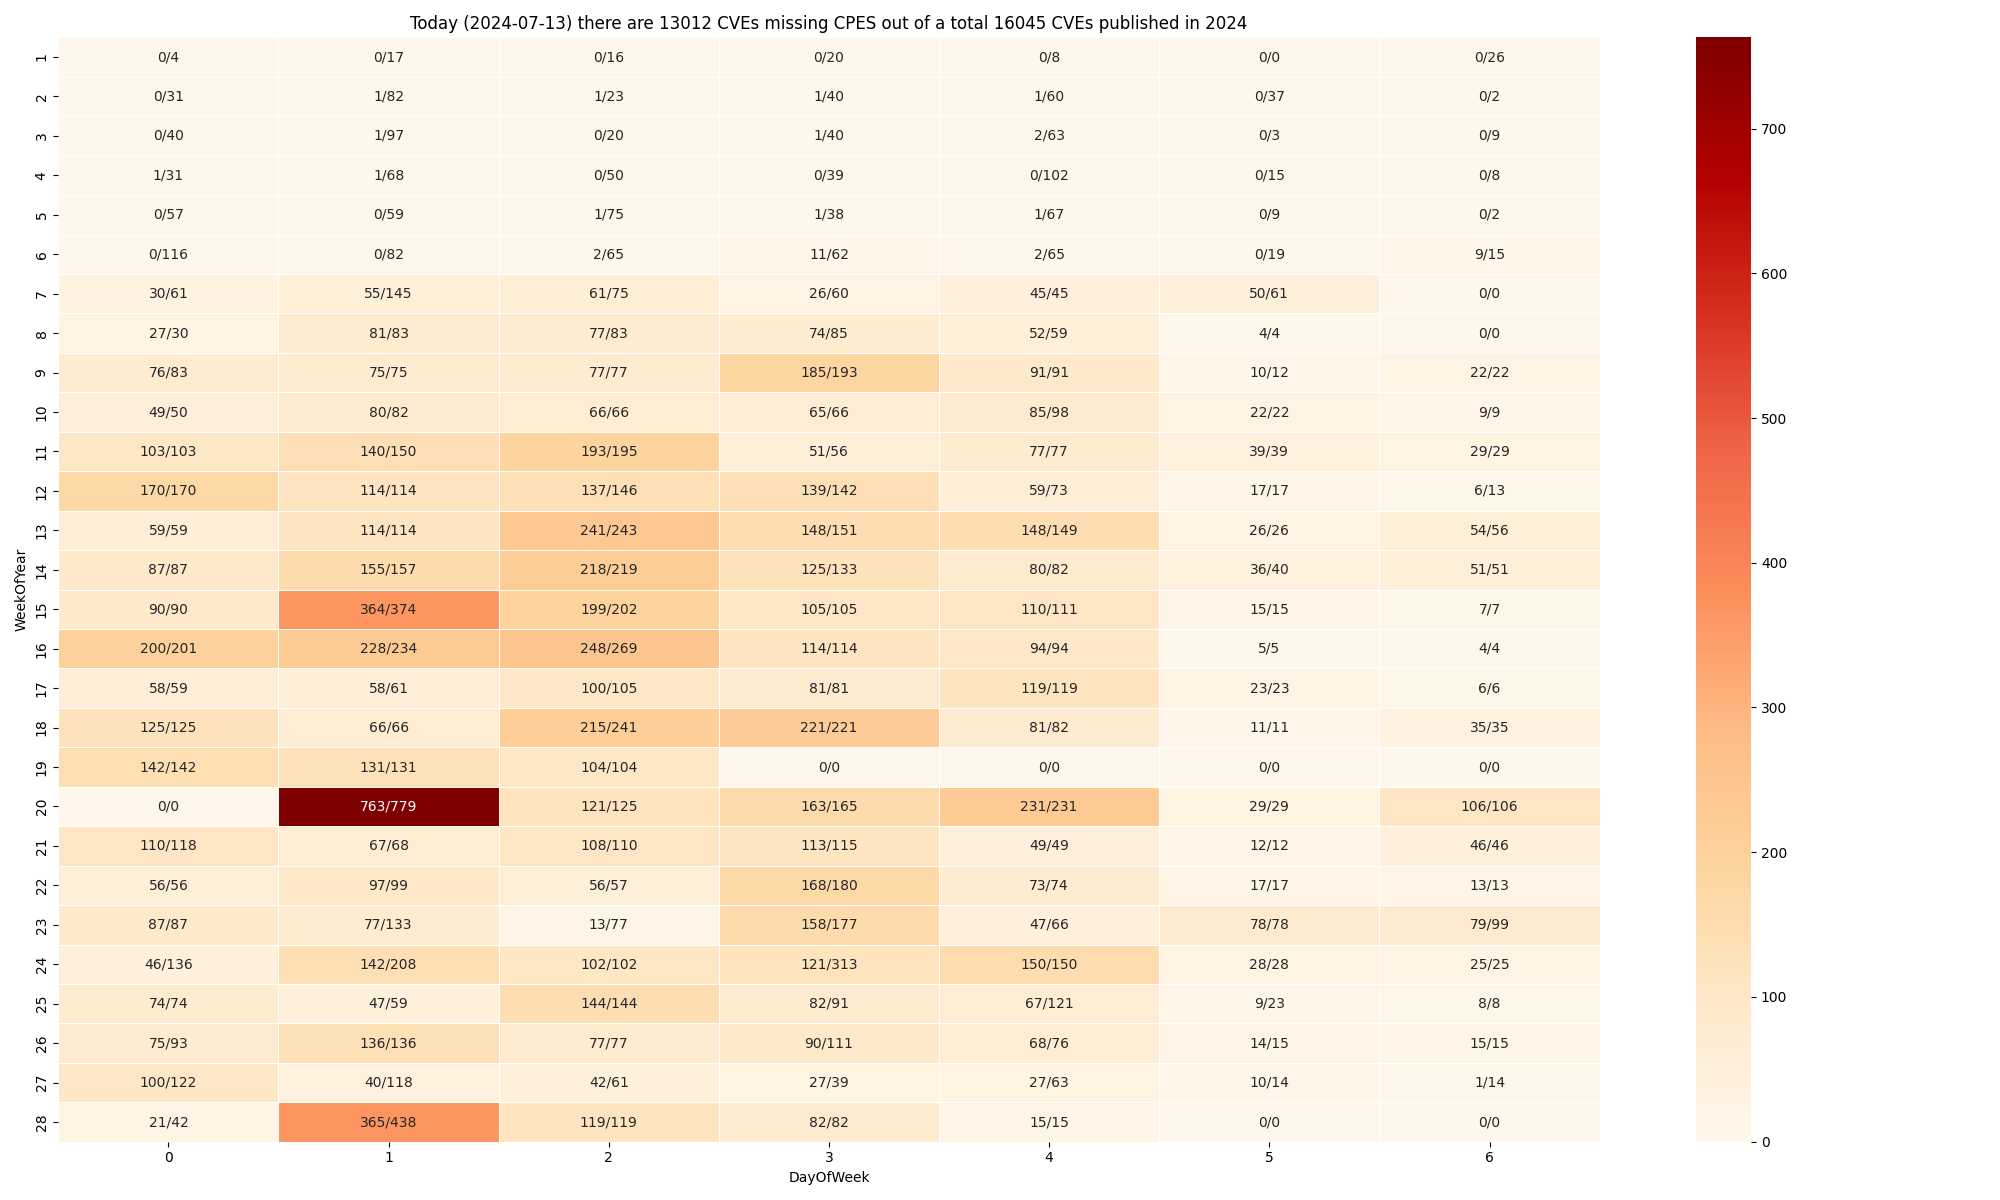 Today (2024-07-13) there are 13012 CVEs missing CPES out of a total 16045 CVEs published in 2024
1 0/4 0/17 0/16 0/20 0/8 0/0 0/26
2 0/31 1/82 1/23 1/40 1/60 0/37 0/2
3 0/40 1/97 0/20 1/40 2/63 0/3 0/9
4 1/31 1/68 0/50 0/39 0/102 0/15 0/8
5 0/57 0/59 1/75 1/38 1/67 0/9 0/2
6 0/116 0/82 2/65 11/62 2/65 0/19 9/15
7 30/61 55/145 61/75 26/60 45/45 50/61 0/0
8 27/30 81/83 77/83 74/85 52/59 4/4 0/0
9 76/83 75/75 77/77 185/193 91/91 10/12 22/22
10 49/50 80/82 66/66 65/66 85/98 22/22 9/9
11 103/103 140/150 193/195 51/56 77/77 39/39 29/29
12 170/170 114/114 137/146 139/142 59/73 17/17 6/13
13 59/59 114/114 241/243 148/151 148/149 26/26 54/56
14 87/87 155/157 218/219 125/133 80/82 36/40 51/51
15 90/90 364/374 199/202 105/105 110/111 15/15 7/7
16 200/201 228/234 248/269 114/114 94/94 5/5 4/4
17 58/59 58/61 100/105 81/81 119/119 23/23 6/6
18 125/125 66/66 215/241 221/221 81/82 11/11 35/35
19 142/142 131/131 104/104 0/0 0/0 0/0 0/0
20 0/0 763/779 121/125 163/165 231/231 29/29 106/106
21 110/118 67/68 108/110 113/115 49/49 12/12 46/46
22 56/56 97/99 56/57 168/180 73/74 17/17 13/13
23 87/87 77/133 13/77 158/177 47/66 78/78 79/99
24 46/136 142/208 102/102 121/313 150/150 28/28 25/25
25 74/74 47/59 144/144 82/91 67/121 9/23 8/8
26 75/93 136/136 77/77 90/111 68/76 14/15 15/15
27 100/122 40/118 42/61 27/39 27/63 10/14 1/14
28 21/42 365/438 119/119 82/82 15/15 0/0 0/0
0 1 2 3 4 5 6
DayOfWeek
WeekOfYear
700
600
500
400
300
200
100
0